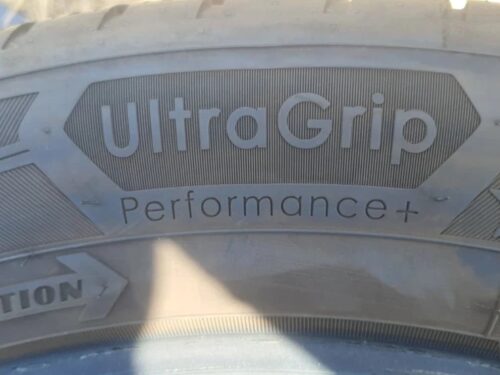 UltraGrip
Performance+
TION